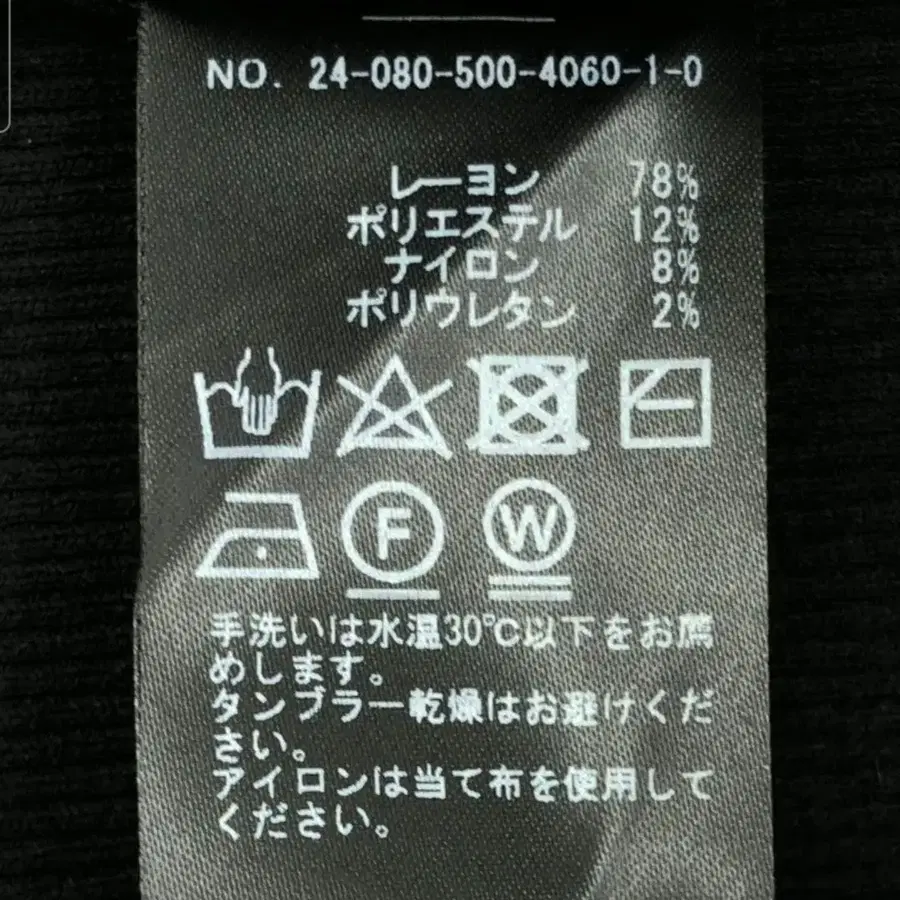 NO. 24-080-500-4060-1-0
レーヨン 78%
ポリエステル 12%
ナイロン 8%
ポリウレタン 2%
F W
手洗いは水温30℃以下をお薦
めします。
タンブラー乾燥はお避けくだ
さい。
アイロンは当て布を使用して
ください。